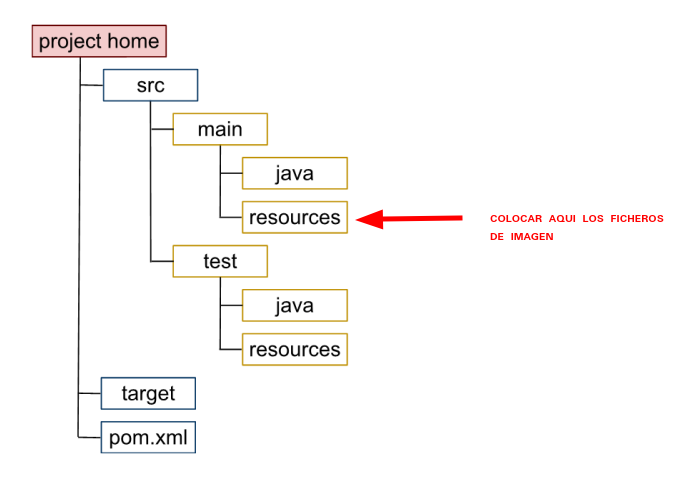 project home
src
main
java
resources
COLOCAR AQUI LOS FICHEROS
DE IMAGEN
test
java
resources
target
pom.xml